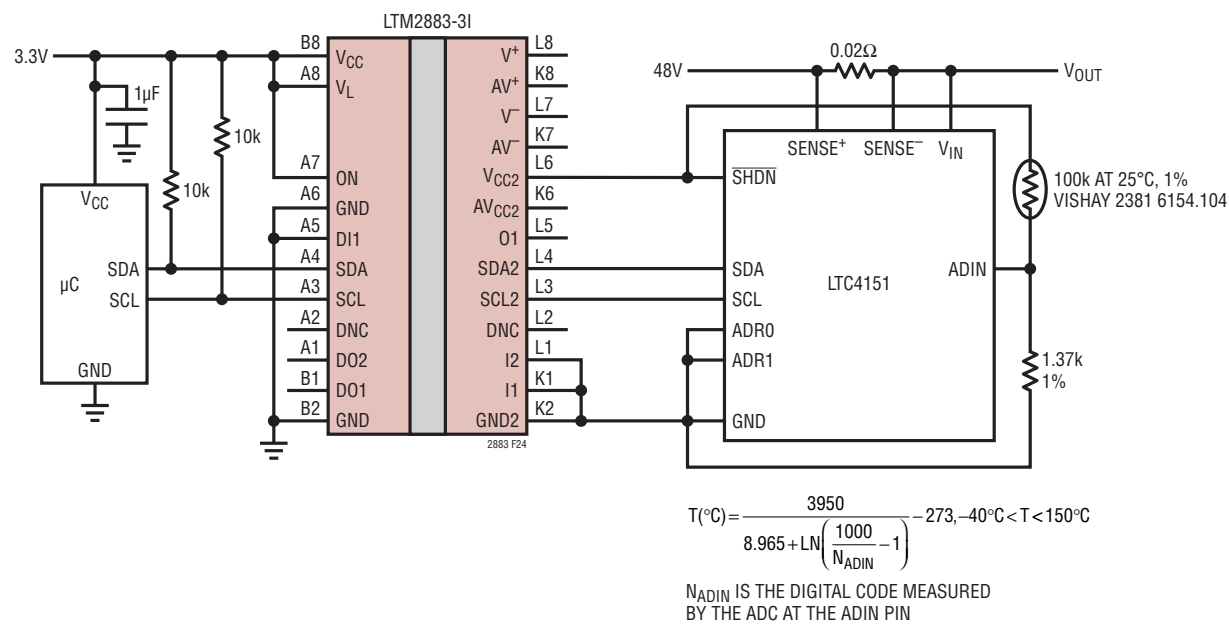 LTM2883-3I
3.3V
1µF
10k
10k
VCC
SDA
µC
SCL
GND
B8
A8
A7
A6
A5
A4
A3
A2
A1
B1
B2
VCC
VL
ON
GND
DI1
SDA
SCL
DNC
DO2
DO1
GND
V+
AV+
V−
AV−
VCC2
AVCC2
O1
SDA2
SCL2
DNC
I2
I1
GND2
L8
K8
L7
K7
L6
K6
L5
L4
L3
L2
L1
K1
K2
2883 F24
48V
0.02Ω
VOUT
SENSE+ SENSE− VIN
SHDN
SDA
SCL
ADR0
ADR1
GND
LTC4151
ADIN
100k AT 25°C, 1%
VISHAY 2381 6154.104
1.37k
1%
T(°C) = 3950 / (8.965+LN(1000/NADIN −1)) −273, −40°C < T < 150°C
NADIN IS THE DIGITAL CODE MEASURED
BY THE ADC AT THE ADIN PIN